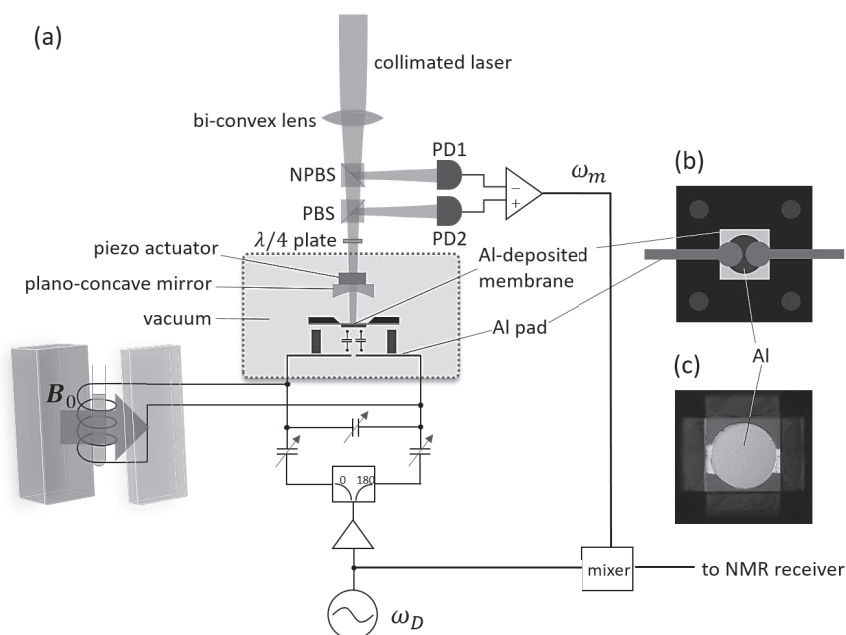 (a)
collimated laser
bi-convex lens
PD1
NPBS
ω_m
(b)
PBS
PD2
λ/4 plate
piezo actuator
Al-deposited
membrane
plano-concave mirror
vacuum
Al pad
Al
B_0
(c)
0 180
− +
mixer
to NMR receiver
ω_D